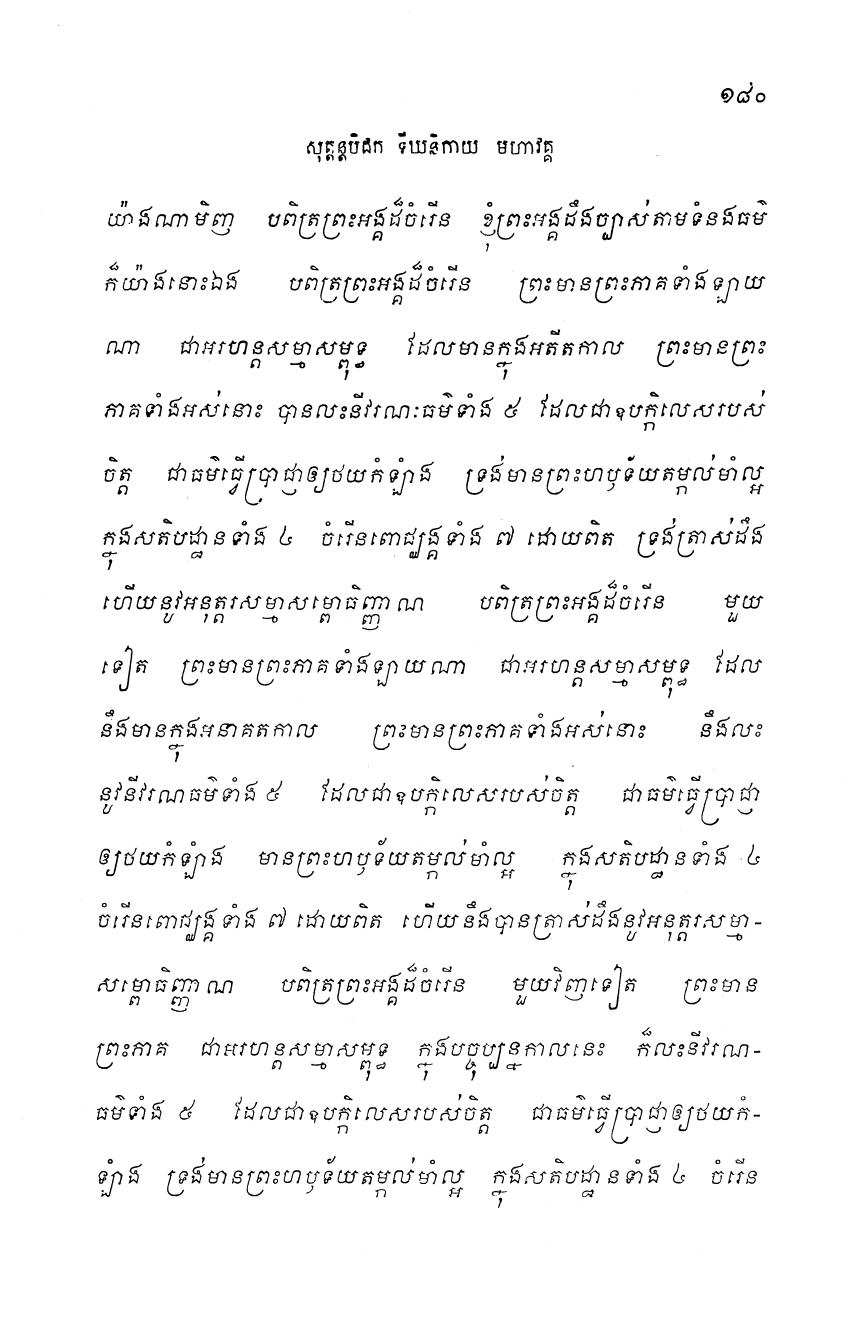 ១៨០
សុត្តន្តបិដក ទីឃនិកាយ មហាវគ្គ
យ៉ាងណាមិញ បពិត្រព្រះអង្គដ៏ចំរើន ខ្ញុំព្រះអង្គដឹងច្បាស់តាមទំនងធម៌
ក៏យ៉ាងនោះឯង បពិត្រព្រះអង្គដ៏ចំរើន ព្រះមានព្រះភាគទាំងឡាយ
ណា ជាអរហន្តសម្មាសម្ពុទ្ធ ដែលមានក្នុងអតីតកាល ព្រះមានព្រះ
ភាគទាំងអស់នោះ បានលះនីវរណៈធម៌ទាំង ៥ ដែលជាឧបក្កិលេសរបស់
ចិត្ត ជាធម៌ធ្វើប្រាជ្ញាឲ្យថយកំឡាំង ទ្រង់មានព្រះហឫទ័យតម្កល់មាំល្អ
ក្នុងសតិបដ្ឋានទាំង ៤ ចំរើនពោជ្ឈង្គទាំង ៧ ដោយពិត ទ្រង់ត្រាស់ដឹង
ហើយនូវអនុត្តរសម្មាសម្ពោធិញ្ញាណ បពិត្រព្រះអង្គដ៏ចំរើន មួយ
ទៀត ព្រះមានព្រះភាគទាំងឡាយណា ជាអរហន្តសម្មាសម្ពុទ្ធ ដែល
នឹងមានក្នុងអនាគតកាល ព្រះមានព្រះភាគទាំងអស់នោះ នឹងលះ
នូវនីវរណធម៌ទាំង ៥ ដែលជាឧបក្កិលេសរបស់ចិត្ត ជាធម៌ធ្វើប្រាជ្ញា
ឲ្យថយកំឡាំង មានព្រះហឫទ័យតម្កល់មាំល្អ ក្នុងសតិបដ្ឋានទាំង ៤
ចំរើនពោជ្ឈង្គទាំង ៧ ដោយពិត ហើយនឹងបានត្រាស់ដឹងនូវអនុត្តរសម្មា-
សម្ពោធិញ្ញាណ បពិត្រព្រះអង្គដ៏ចំរើន មួយវិញទៀត ព្រះមាន
ព្រះភាគ ជាអរហន្តសម្មាសម្ពុទ្ធ ក្នុងបច្ចុប្បន្នកាលនេះ ក៏លះនីវរណ-
ធម៌ទាំង ៥ ដែលជាឧបក្កិលេសរបស់ចិត្ត ជាធម៌ធ្វើប្រាជ្ញាឲ្យថយកំ-
ឡាំង ទ្រង់មានព្រះហឫទ័យតម្កល់មាំល្អ ក្នុងសតិបដ្ឋានទាំង ៤ ចំរើន